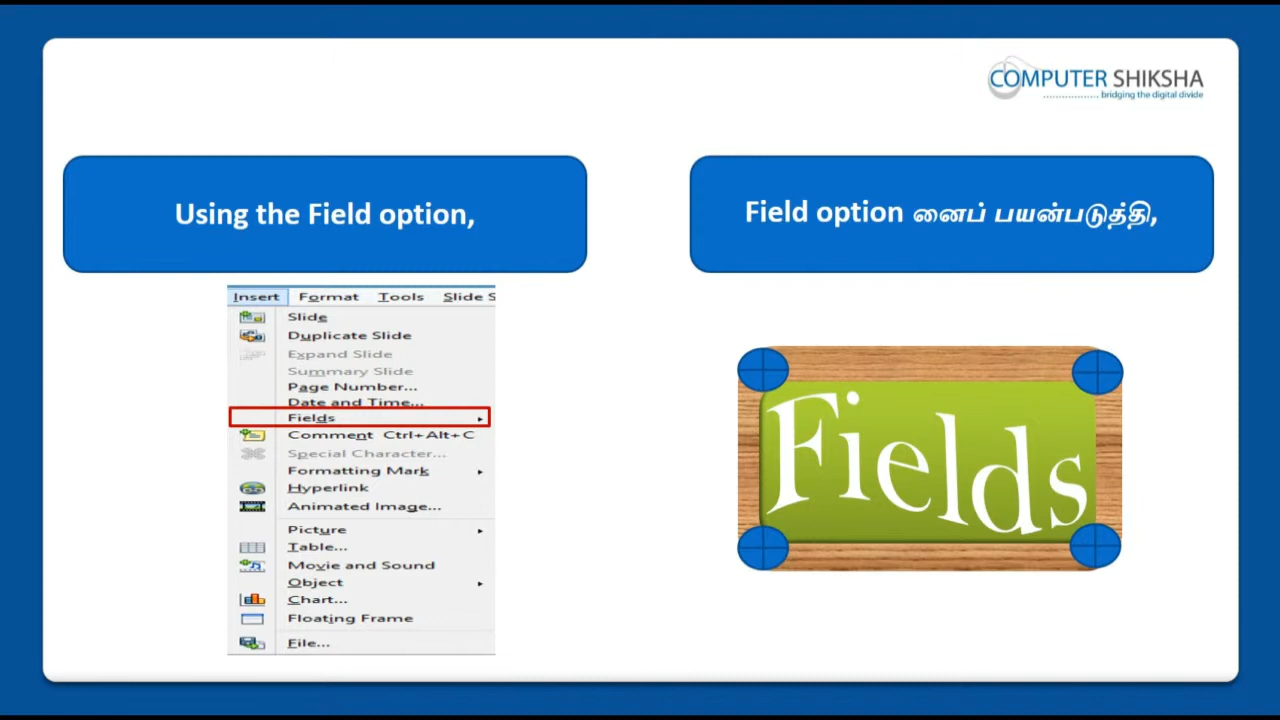 COMPUTER SHIKSHA
bridging the digital divide
Using the Field option,
Field option னைப் பயன்படுத்தி,
Insert Format Tools Slide S
Slide
Duplicate Slide
Expand Slide
Summary Slide
Page Number...
Date and Time...
Fields
Comment Ctrl+Alt+C
Special Character...
Formatting Mark
Hyperlink
Animated Image...
Picture
Table...
Movie and Sound
Object
Chart...
Floating Frame
File...
Fields